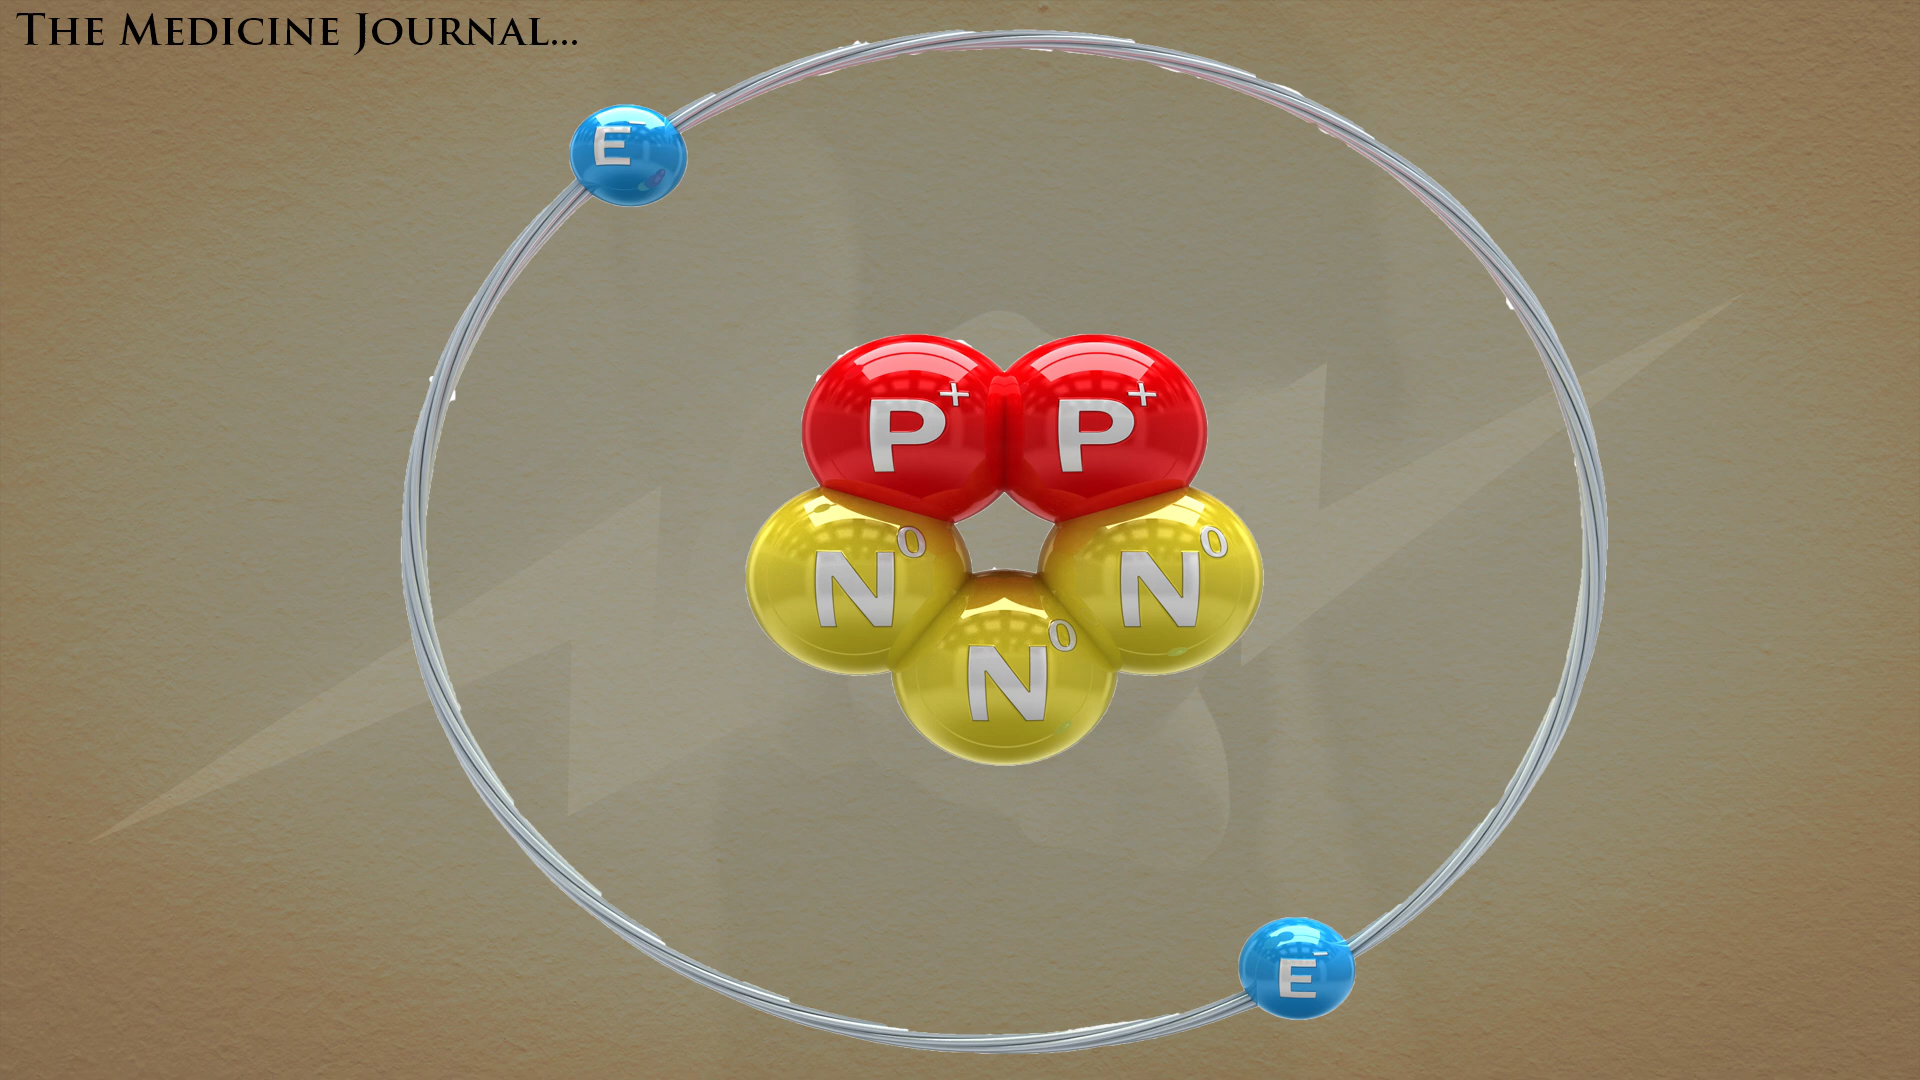 The Medicine Journal...
E⁻
P⁺ P⁺
N⁰ N⁰
N⁰
E⁻